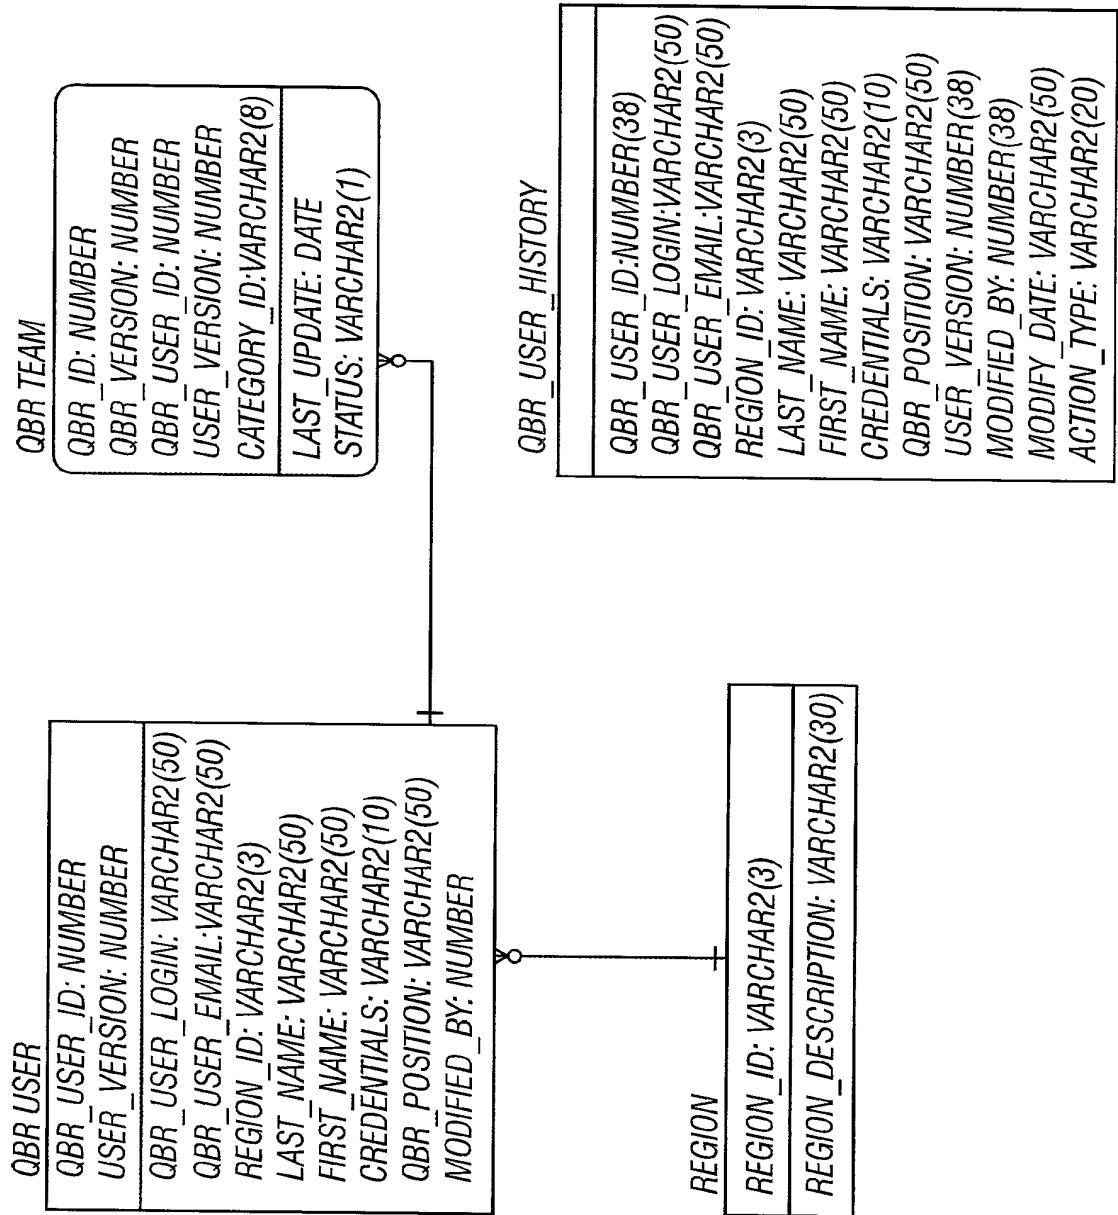 QBR USER
QBR_USER_ID: NUMBER
USER_VERSION: NUMBER
QBR_USER_LOGIN: VARCHAR2(50)
QBR_USER_EMAIL:VARCHAR2(50)
REGION_ID: VARCHAR2(3)
LAST_NAME: VARCHAR2(50)
FIRST_NAME: VARCHAR2(50)
CREDENTIALS: VARCHAR2(10)
QBR_POSITION: VARCHAR2(50)
MODIFIED_BY: NUMBER
QBR TEAM
QBR_ID: NUMBER
QBR_VERSION: NUMBER
QBR_USER_ID: NUMBER
USER_VERSION: NUMBER
CATEGORY_ID:VARCHAR2(8)
LAST_UPDATE: DATE
STATUS: VARCHAR2(1)
REGION
REGION_ID: VARCHAR2(3)
REGION_DESCRIPTION: VARCHAR2(30)
QBR_USER_HISTORY
QBR_USER_ID:NUMBER(38)
QBR_USER_LOGIN:VARCHAR2(50)
QBR_USER_EMAIL:VARCHAR2(50)
REGION_ID: VARCHAR2(3)
LAST_NAME: VARCHAR2(50)
FIRST_NAME: VARCHAR2(50)
CREDENTIALS: VARCHAR2(10)
QBR_POSITION: VARCHAR2(50)
USER_VERSION: NUMBER(38)
MODIFIED_BY: NUMBER(38)
MODIFY_DATE: VARCHAR2(50)
ACTION_TYPE: VARCHAR2(20)